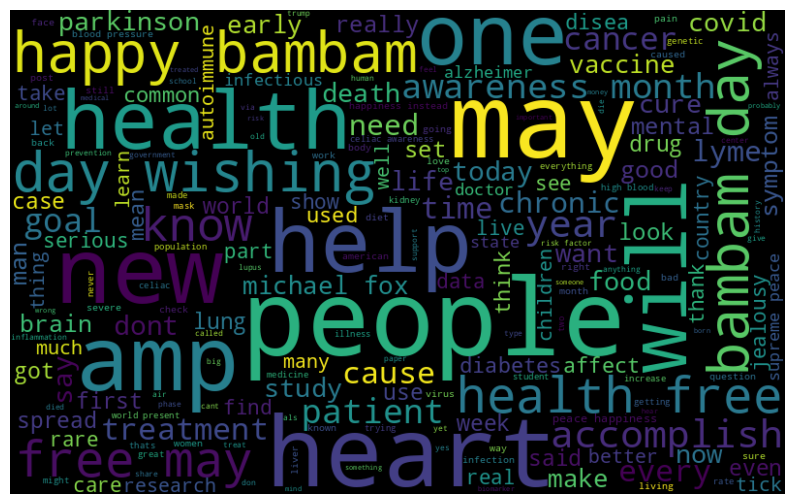 happy bambam
one
may
health
people
help
heart
new
will
amp
day wishing
bambam day
health free
free may
parkinson
early
really
disea
covid
cancer
vaccine
always
autoimmune
infectious
alzheimer
awareness month
take
common
death
need
cure
mental
drug
lyme
symptom
let
back
set
well
life
today
doctor
see
good
learn
case
goal
mean
know
world
show
used
time
chronic
year
live
state
want
look
country
serious
man
thing
part
michael fox
data
think
children
food
thank
jealousy
supreme peace
brain
dont
lung
much
many
cause
diabetes
affect
got
say
first
study
use
patient
week
spread
treatment
find
accomplish
rare
said
better
now
care
research
real
make
every
even
tick
blood pressure
face
post
still
school
around
lot
medical
human
via
risk
old
happiness instead
going
body
celiac awareness
love
top
work
prevention
government
made
mask
diet
kidney
everything
high blood
keep
die
money
pain
caused
genetic
trump
treated
probably
history
give
risk factor
american
support
right
anything
someone
bad
month
population
never
lupus
celiac
severe
check
wrong
inflammation
called
illness
type
big
medicine
paper
virus
student
increase
getting
question
born
air
phase
died
cant
als
world present
thats
women
treat
great
known
trying
yet
yes
way
peace happiness
sure
living
rate
might
share
don
liver
mind
something
infection